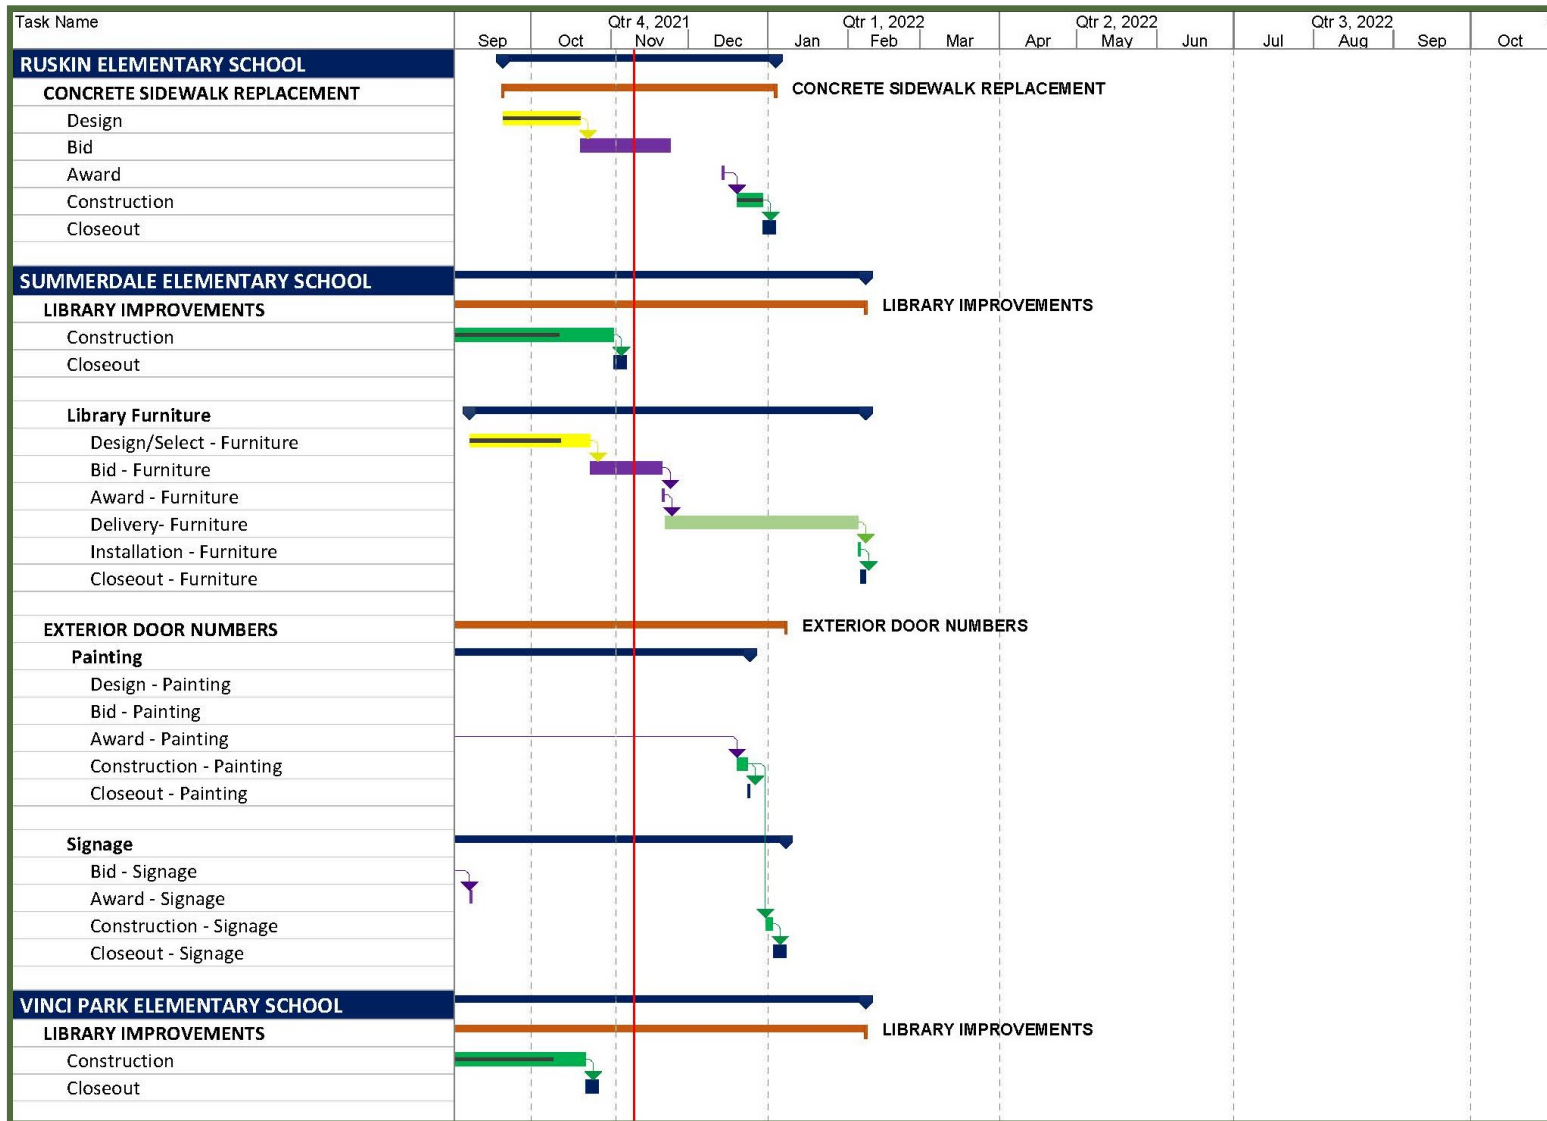 Task Name
Qtr 4, 2021 Qtr 1, 2022 Qtr 2, 2022 Qtr 3, 2022
Sep Oct Nov Dec Jan Feb Mar Apr May Jun Jul Aug Sep Oct
RUSKIN ELEMENTARY SCHOOL
CONCRETE SIDEWALK REPLACEMENT CONCRETE SIDEWALK REPLACEMENT
Design
Bid
Award
Construction
Closeout
SUMMERDALE ELEMENTARY SCHOOL
LIBRARY IMPROVEMENTS LIBRARY IMPROVEMENTS
Construction
Closeout
Library Furniture
Design/Select - Furniture
Bid - Furniture
Award - Furniture
Delivery- Furniture
Installation - Furniture
Closeout - Furniture
EXTERIOR DOOR NUMBERS EXTERIOR DOOR NUMBERS
Painting
Design - Painting
Bid - Painting
Award - Painting
Construction - Painting
Closeout - Painting
Signage
Bid - Signage
Award - Signage
Construction - Signage
Closeout - Signage
VINCI PARK ELEMENTARY SCHOOL
LIBRARY IMPROVEMENTS LIBRARY IMPROVEMENTS
Construction
Closeout